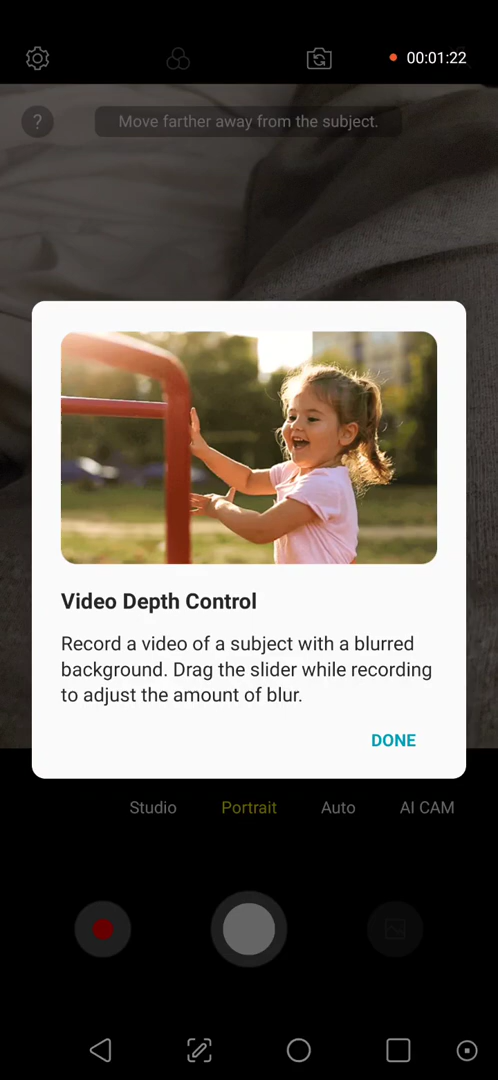 00:01:22
?
Move farther away from the subject.
Video Depth Control
Record a video of a subject with a blurred
background. Drag the slider while recording
to adjust the amount of blur.
DONE
Studio Portrait Auto AI CAM